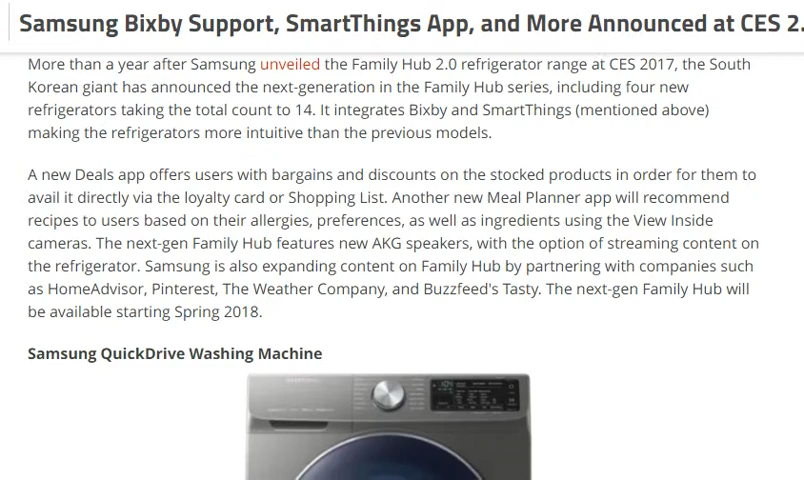 Samsung Bixby Support, SmartThings App, and More Announced at CES 2.
More than a year after Samsung unveiled the Family Hub 2.0 refrigerator range at CES 2017, the South
Korean giant has announced the next-generation in the Family Hub series, including four new
refrigerators taking the total count to 14. It integrates Bixby and SmartThings (mentioned above)
making the refrigerators more intuitive than the previous models.
A new Deals app offers users with bargains and discounts on the stocked products in order for them to
avail it directly via the loyalty card or Shopping List. Another new Meal Planner app will recommend
recipes to users based on their allergies, preferences, as well as ingredients using the View Inside
cameras. The next-gen Family Hub features new AKG speakers, with the option of streaming content on
the refrigerator. Samsung is also expanding content on Family Hub by partnering with companies such
as HomeAdvisor, Pinterest, The Weather Company, and Buzzfeed's Tasty. The next-gen Family Hub will
be available starting Spring 2018.
Samsung QuickDrive Washing Machine